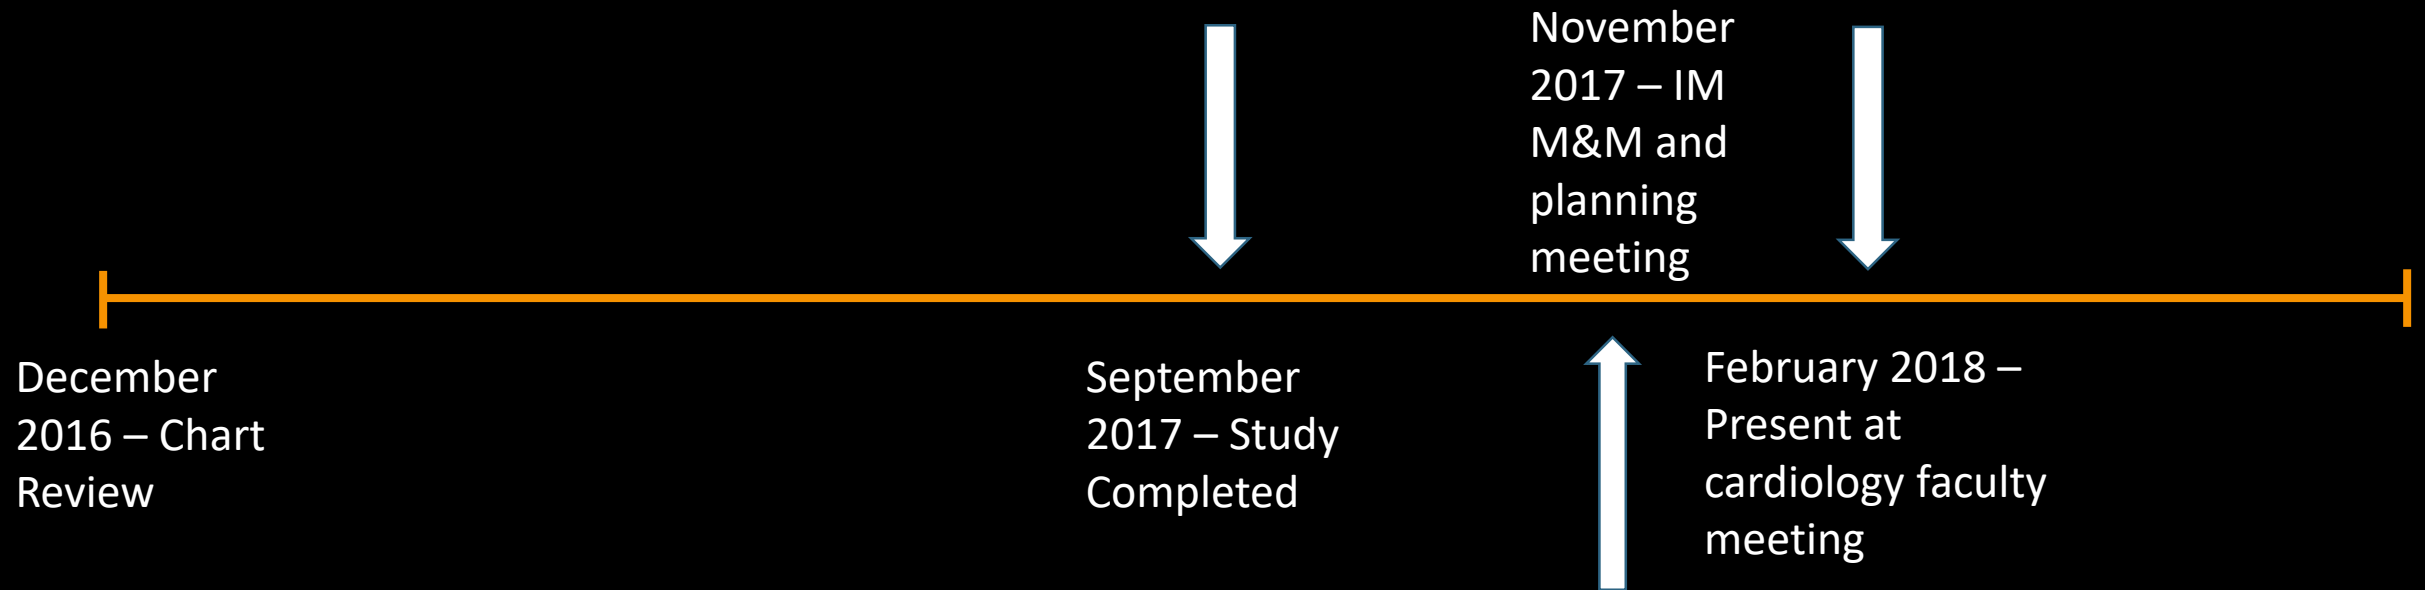 December
2016 – Chart
Review
September
2017 – Study
Completed
November
2017 – IM
M&M and
planning
meeting
February 2018 –
Present at
cardiology faculty
meeting